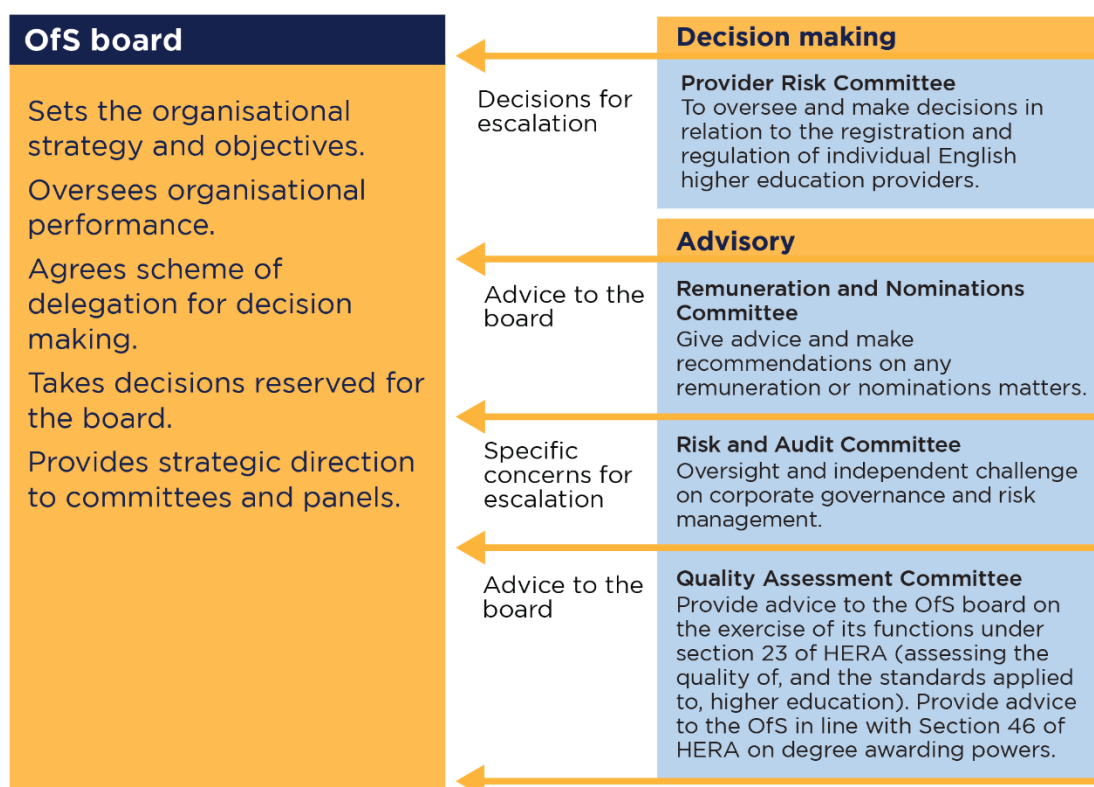 OfS board
Sets the organisational
strategy and objectives.
Oversees organisational
performance.
Agrees scheme of
delegation for decision
making.
Takes decisions reserved for
the board.
Provides strategic direction
to committees and panels.
Decisions for
escalation
Advice to the
board
Specific
concerns for
escalation
Advice to the
board
Decision making
Provider Risk Committee
To oversee and make decisions in
relation to the registration and
regulation of individual English
higher education providers.
Advisory
Remuneration and Nominations
Committee
Give advice and make
recommendations on any
remuneration or nominations matters.
Risk and Audit Committee
Oversight and independent challenge
on corporate governance and risk
management.
Quality Assessment Committee
Provide advice to the OfS board on
the exercise of its functions under
section 23 of HERA (assessing the
quality of, and the standards applied
to, higher education). Provide advice
to the OfS in line with Section 46 of
HERA on degree awarding powers.